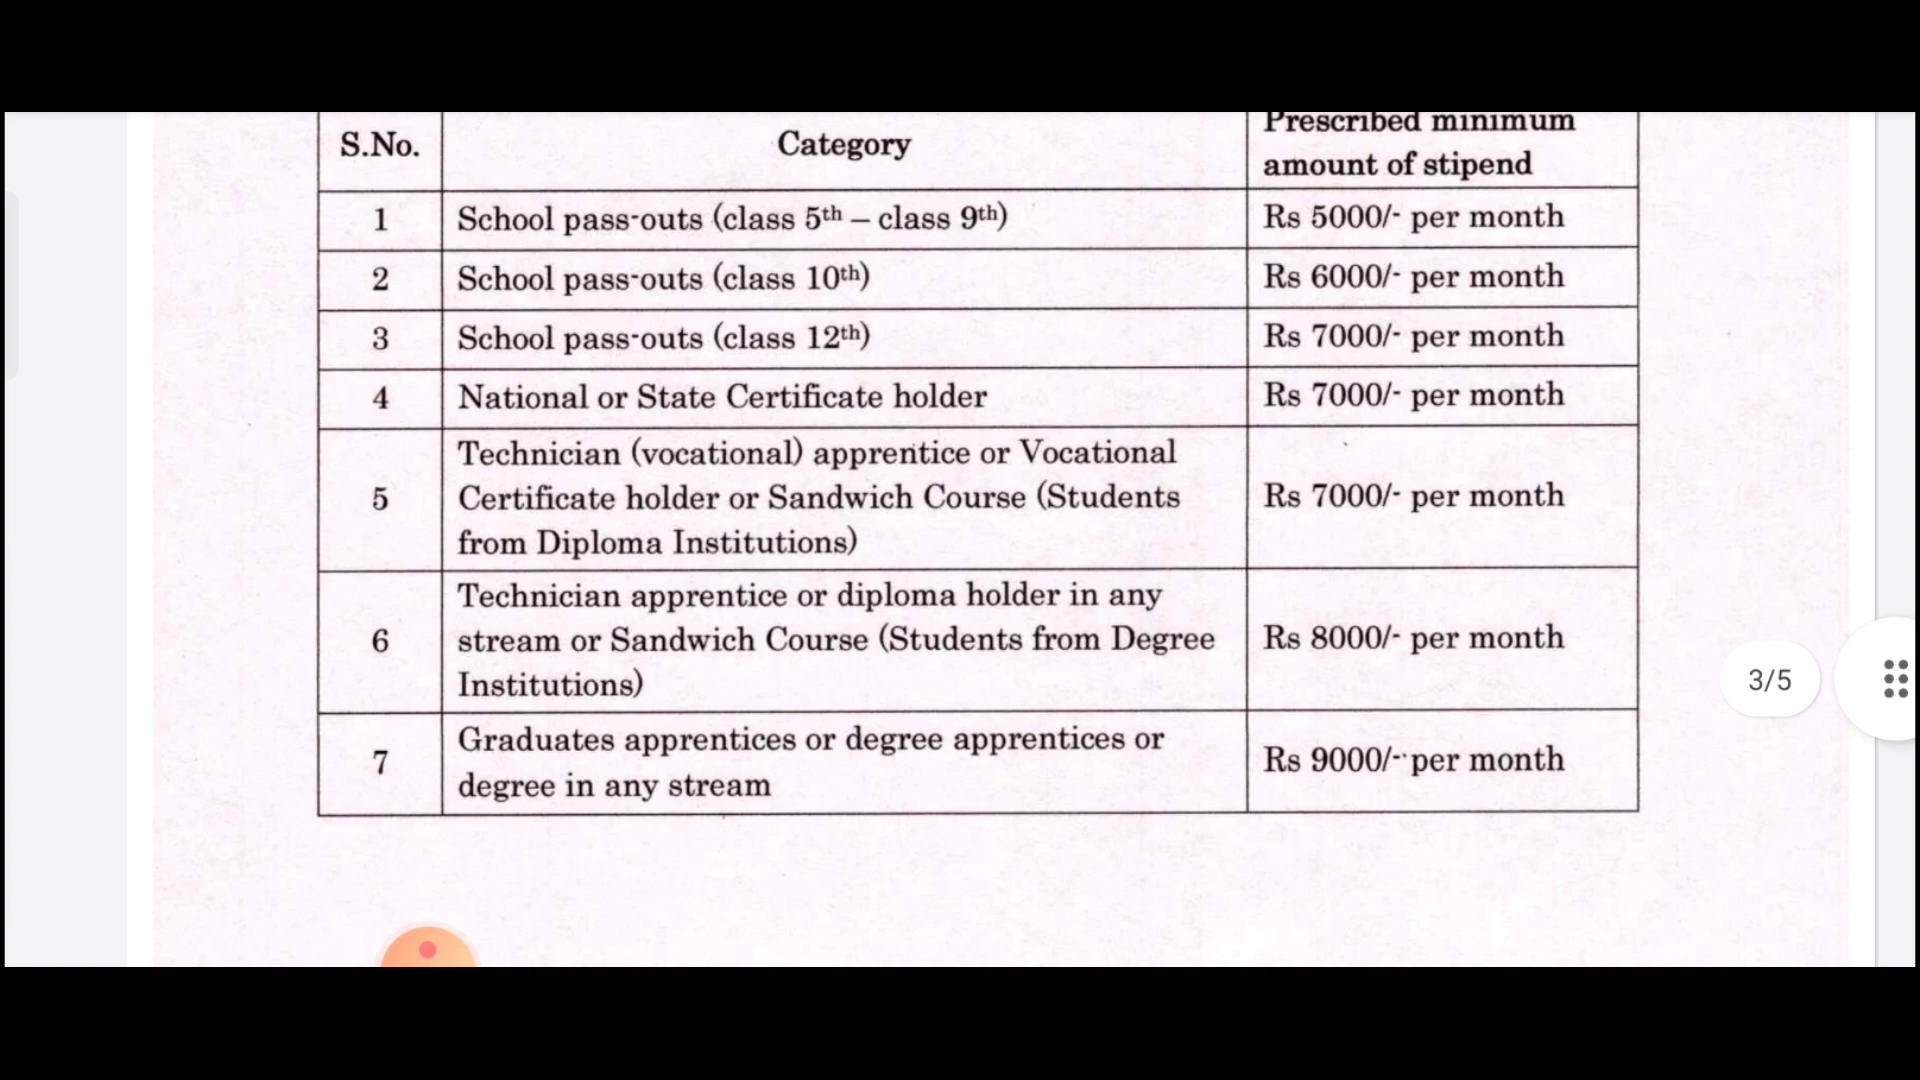 S.No.
Category
Prescribed minimum
amount of stipend
1
School pass-outs (class 5th – class 9th)
Rs 5000/- per month
2
School pass-outs (class 10th)
Rs 6000/- per month
3
School pass-outs (class 12th)
Rs 7000/- per month
4
National or State Certificate holder
Rs 7000/- per month
5
Technician (vocational) apprentice or Vocational
Certificate holder or Sandwich Course (Students
from Diploma Institutions)
Rs 7000/- per month
6
Technician apprentice or diploma holder in any
stream or Sandwich Course (Students from Degree
Institutions)
Rs 8000/- per month
7
Graduates apprentices or degree apprentices or
degree in any stream
Rs 9000/- per month
3/5